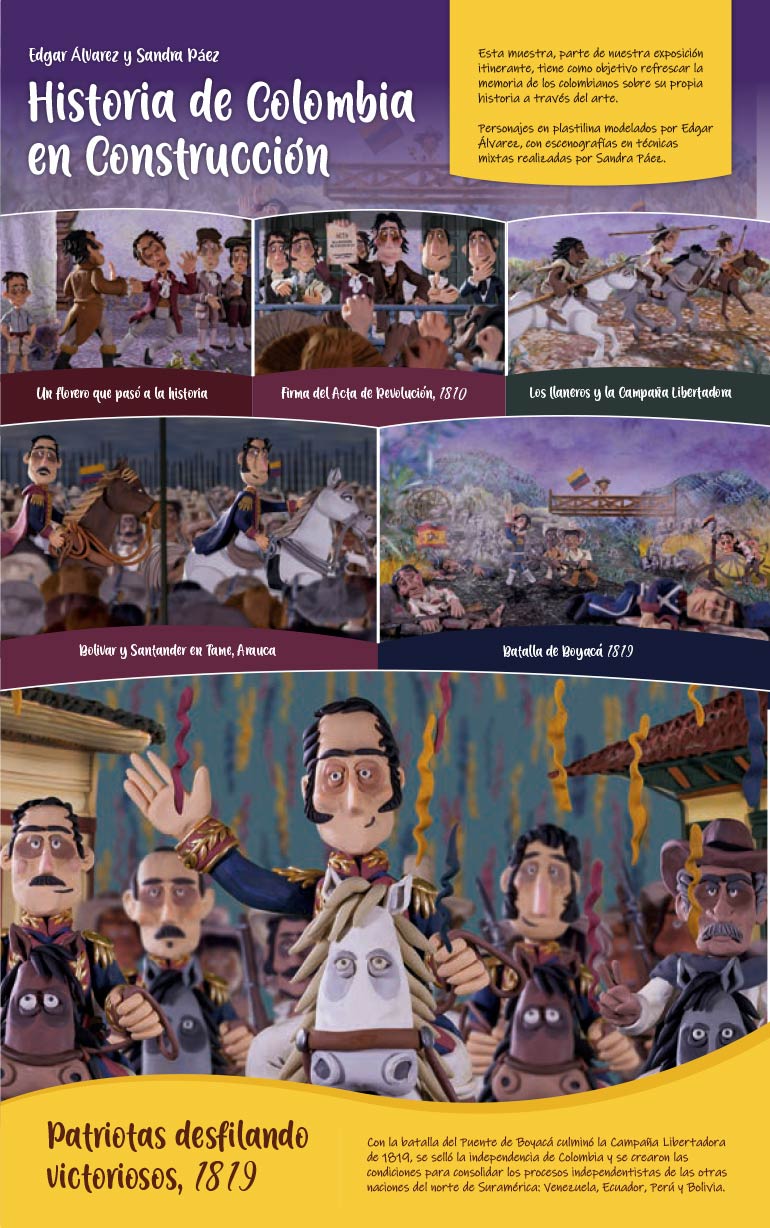 Edgar Álvarez y Sandra Páez
Historia de Colombia
en Construcción
Esta muestra, parte de nuestra exposición
itinerante, tiene como objetivo refrescar la
memoria de los colombianos sobre su propia
historia a través del arte.
Personajes en plastilina modelados por Edgar
Álvarez, con escenografías en técnicas
mixtas realizadas por Sandra Páez.
ACTA
Un florero que pasó a la historia
Firma del Acta de Revolución, 1810
Los llaneros y la Campaña Libertadora
Bolívar y Santander en Tame, Arauca
Batalla de Boyacá 1819
Patriotas desfilando
victoriosos, 1819
Con la batalla del Puente de Boyacá culminó la Campaña Libertadora
de 1819, se selló la independencia de Colombia y se crearon las
condiciones para consolidar los procesos independentistas de las otras
naciones del norte de Suramérica: Venezuela, Ecuador, Perú y Bolivia.